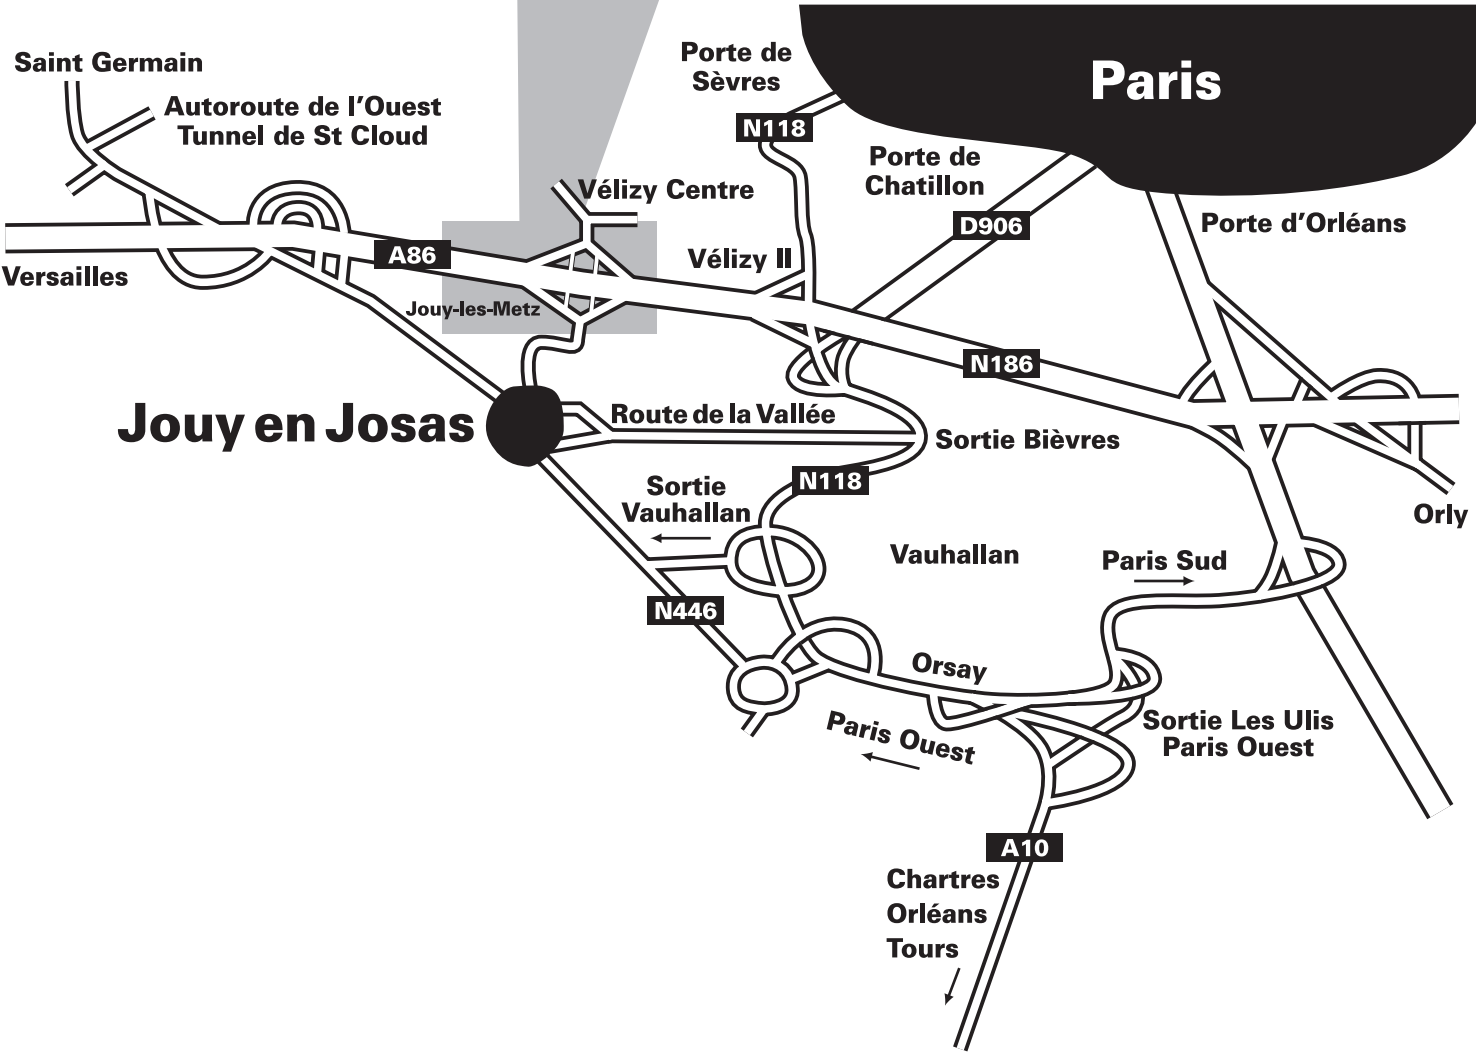 Saint Germain
Autoroute de l'Ouest
Tunnel de St Cloud
Porte de
Sèvres
Paris
N118
Porte de
Chatillon
Vélizy Centre
D906
Porte d'Orléans
A86
Vélizy II
Versailles
Jouy-les-Metz
N186
Jouy en Josas
Route de la Vallée
Sortie Bièvres
N118
Sortie
Vauhallan
Orly
Vauhallan
Paris Sud
N446
Orsay
Paris Ouest
Sortie Les Ulis
Paris Ouest
A10
Chartres
Orléans
Tours